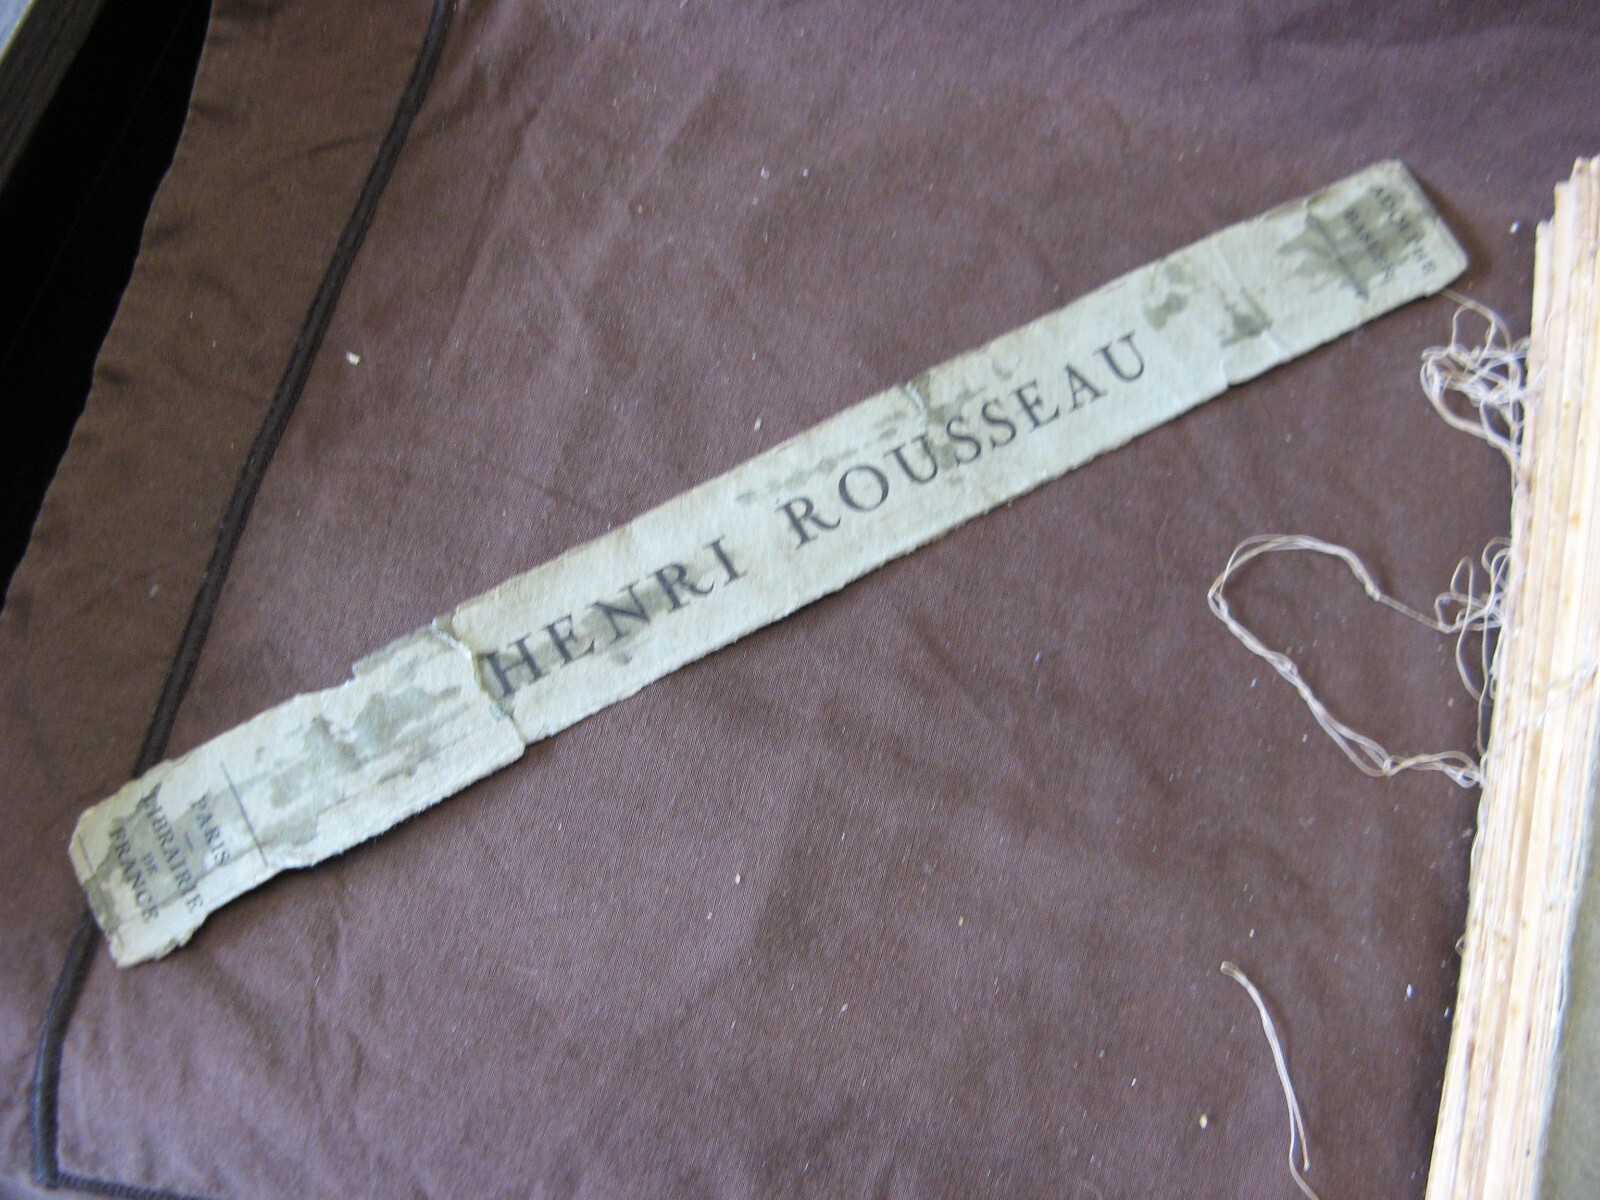 ADOLPHE
BASLER
HENRI ROUSSEAU
PARIS
LIBRAIRIE
DE
FRANCE